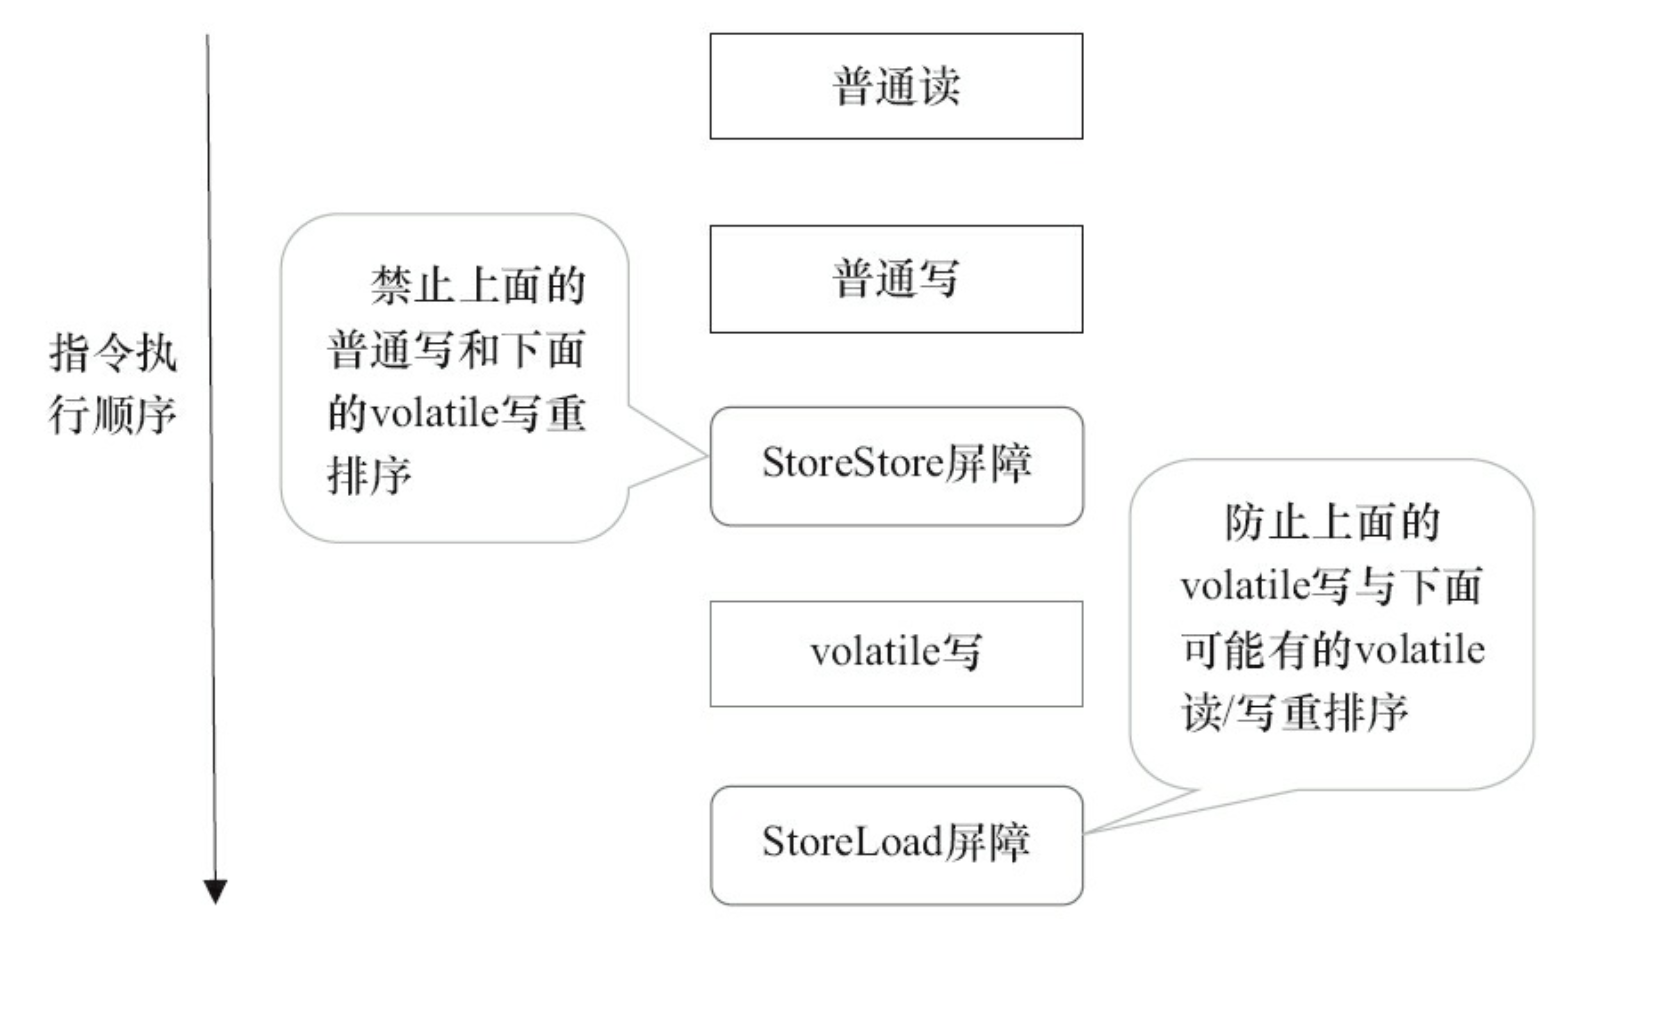 普通读
普通写
指令执
行顺序
禁止上面的
普通写和下面
的volatile写重
排序
StoreStore屏障
防止上面的
volatile写与下面
可能有的volatile
读/写重排序
volatile写
StoreLoad屏障